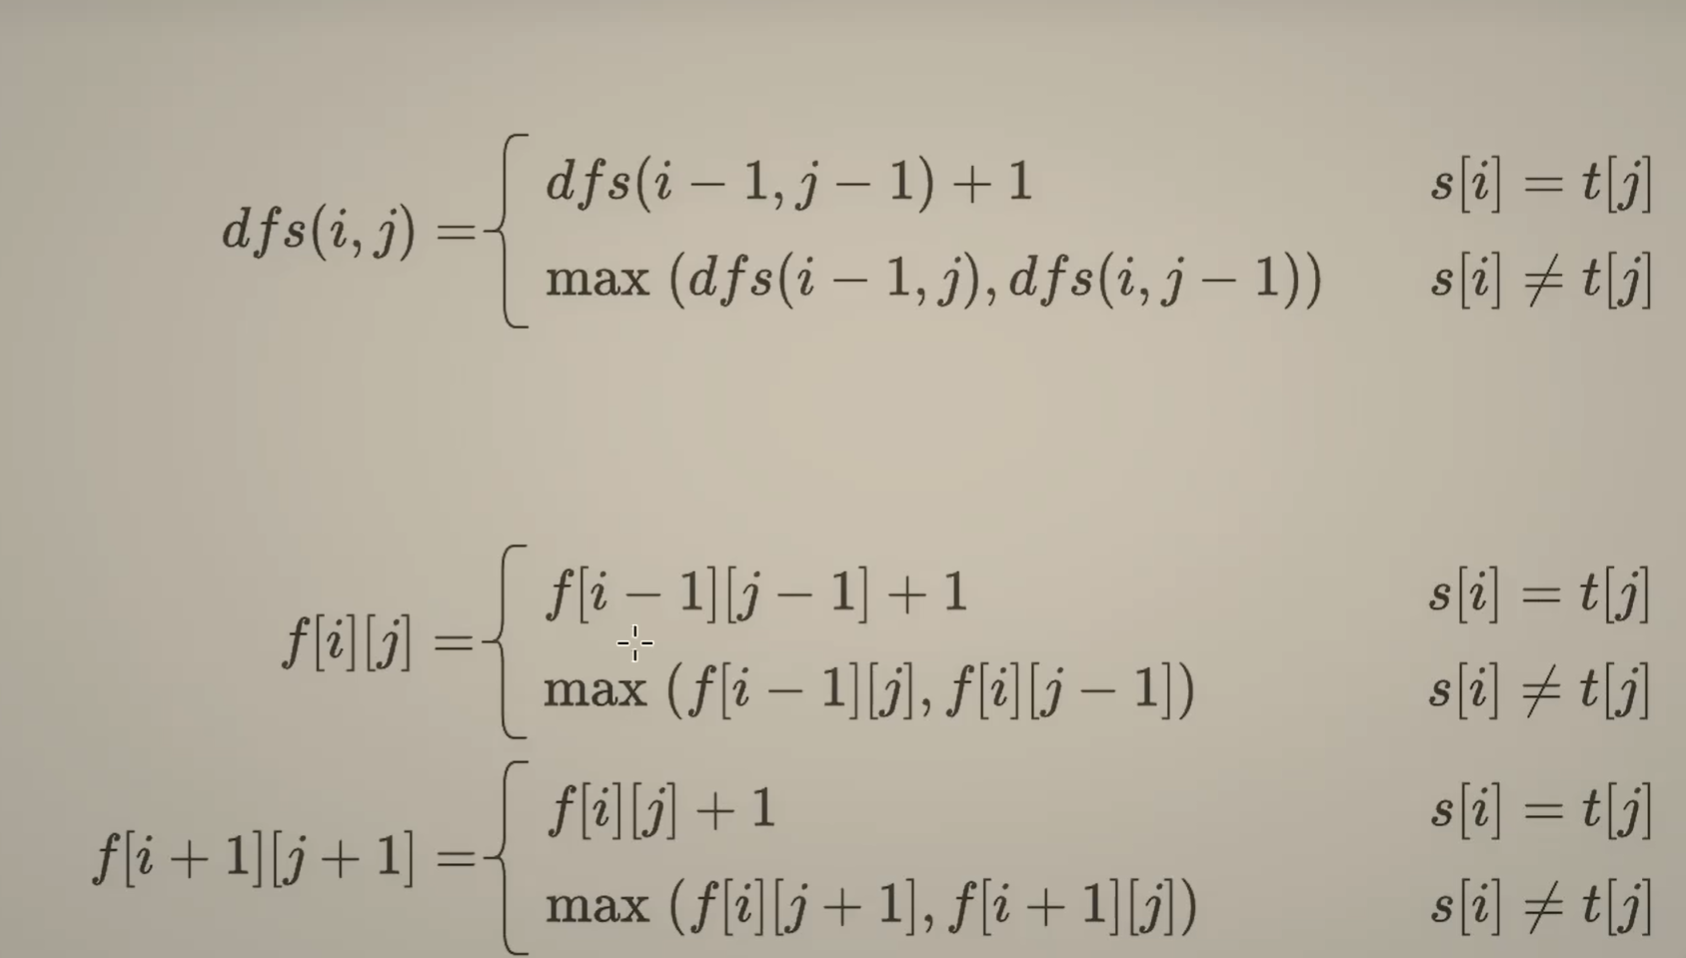 dfs(i, j) = { dfs(i − 1, j − 1) + 1 s[i] = t[j]
max (dfs(i − 1, j), dfs(i, j − 1)) s[i] ≠ t[j]
f[i][j] = { f[i − 1][j − 1] + 1 s[i] = t[j]
max (f[i − 1][j], f[i][j − 1]) s[i] ≠ t[j]
f[i + 1][j + 1] = { f[i][j] + 1 s[i] = t[j]
max (f[i][j + 1], f[i + 1][j]) s[i] ≠ t[j]